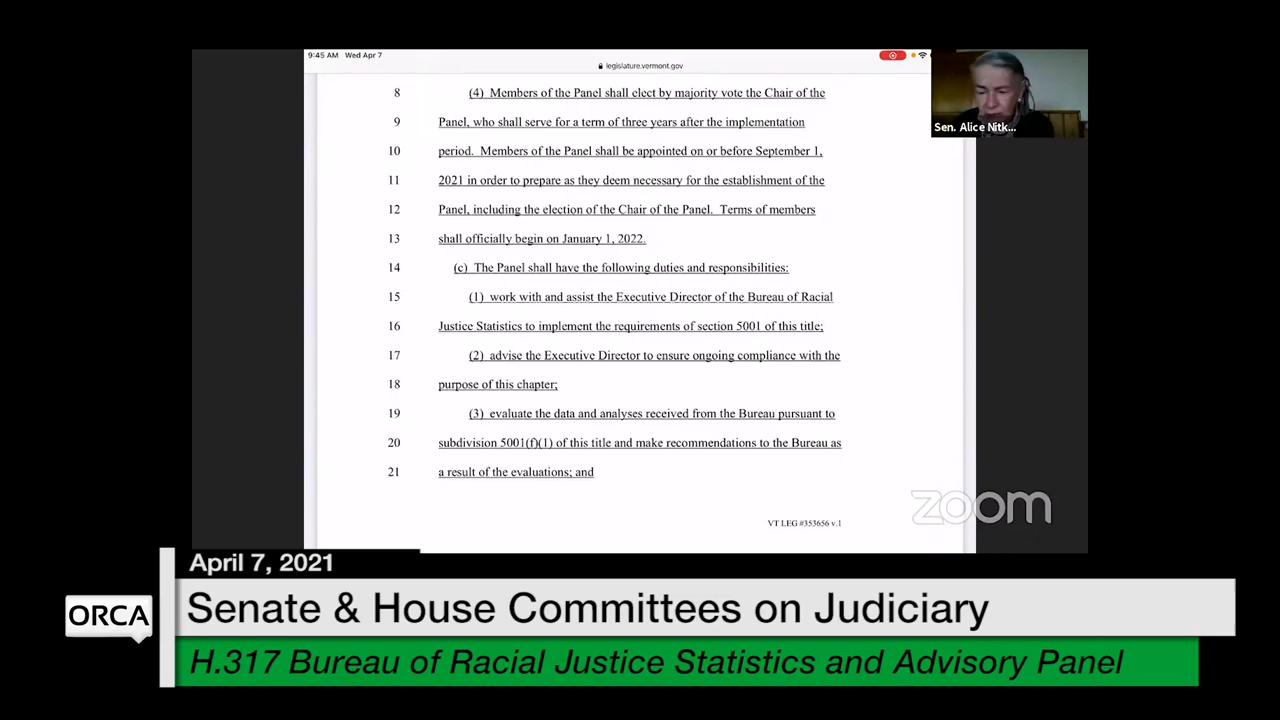 9:45 AM Wed Apr 7
legislature.vermont.gov
8 (4) Members of the Panel shall elect by majority vote the Chair of the
9 Panel, who shall serve for a term of three years after the implementation
10 period. Members of the Panel shall be appointed on or before September 1,
11 2021 in order to prepare as they deem necessary for the establishment of the
12 Panel, including the election of the Chair of the Panel. Terms of members
13 shall officially begin on January 1, 2022.
14 (c) The Panel shall have the following duties and responsibilities:
15 (1) work with and assist the Executive Director of the Bureau of Racial
16 Justice Statistics to implement the requirements of section 5001 of this title;
17 (2) advise the Executive Director to ensure ongoing compliance with the
18 purpose of this chapter;
19 (3) evaluate the data and analyses received from the Bureau pursuant to
20 subdivision 5001(f)(1) of this title and make recommendations to the Bureau as
21 a result of the evaluations; and
VT LEG #353656 v.1
Sen. Alice Nitk...
zoom
April 7, 2021
ORCA
Senate & House Committees on Judiciary
H.317 Bureau of Racial Justice Statistics and Advisory Panel